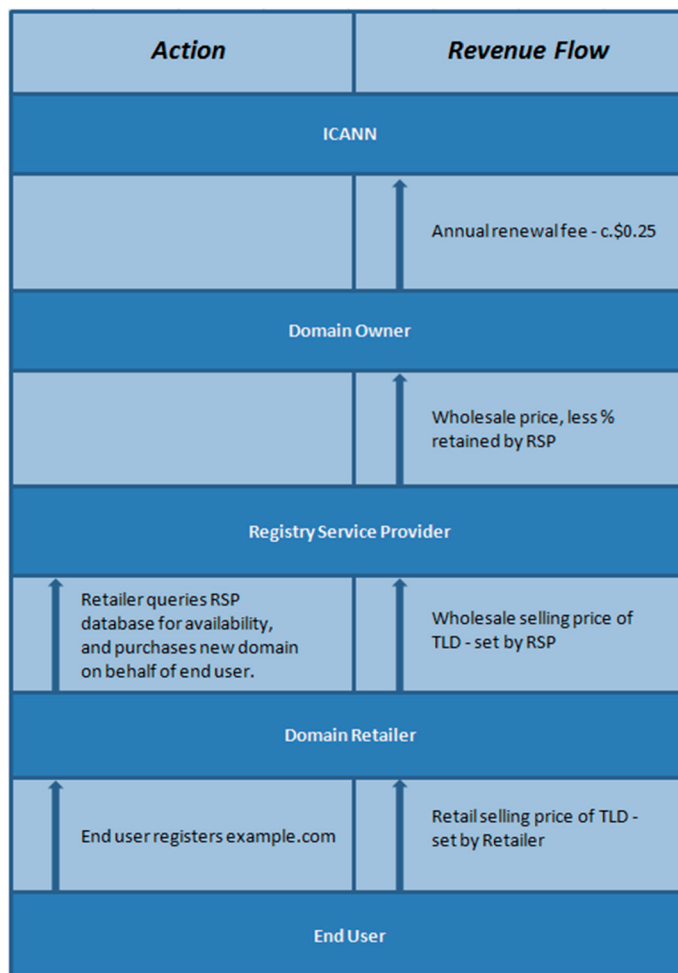 Action
Revenue Flow
ICANN
Annual renewal fee - c.$0.25
Domain Owner
Wholesale price, less %
retained by RSP
Registry Service Provider
Retailer queries RSP
database for availability,
and purchases new domain
on behalf of end user.
Wholesale selling price of
TLD - set by RSP
Domain Retailer
End user registers example.com
Retail selling price of TLD -
set by Retailer
End User